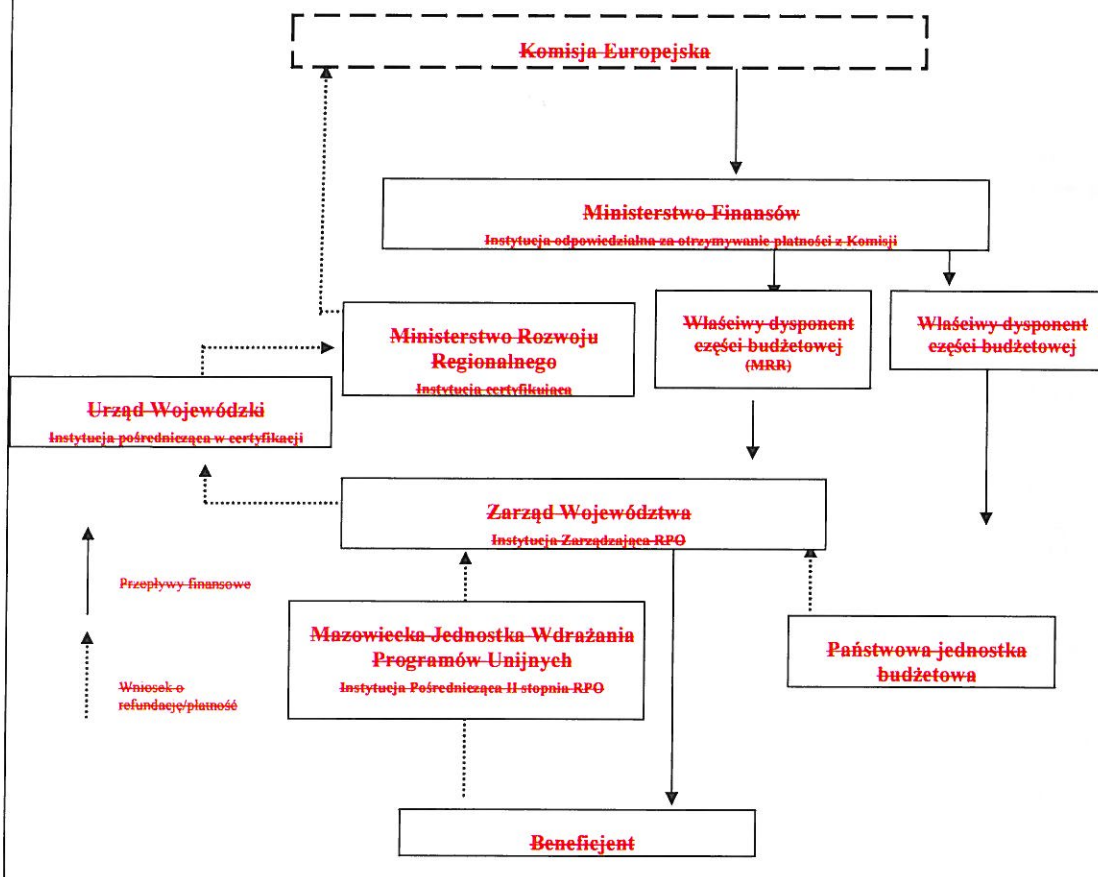 Komisja Europejska
Ministerstwo Finansów
Instytucja odpowiedzialna za otrzymywanie płatności z Komisji
Ministerstwo Rozwoju
Regionalnego
Instytucja certyfikująca
Właściwy dysponent
części budżetowej
(MRR)
Właściwy dysponent
części budżetowej
Urząd Wojewódzki
Instytucja pośrednicząca w certyfikacji
Zarząd Województwa
Instytucja Zarządzająca RPO
Przepływy finansowe
Mazowiecka Jednostka Wdrażania
Programów Unijnych
Instytucja Pośrednicząca II stopnia RPO
Państwowa jednostka
budżetowa
Wniosek o
refundację/płatność
Beneficjent